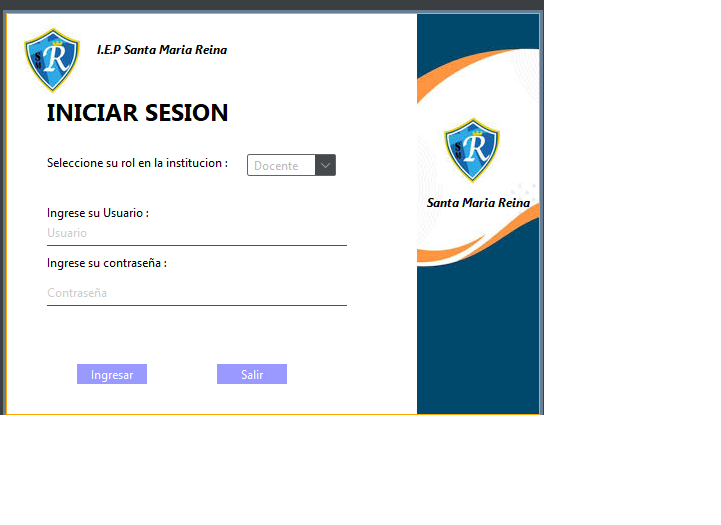 I.E.P Santa Maria Reina
INICIAR SESION
Seleccione su rol en la institucion :
Docente
Ingrese su Usuario :
Usuario
Ingrese su contraseña :
Contraseña
Ingresar
Salir
R
R
Santa Maria Reina